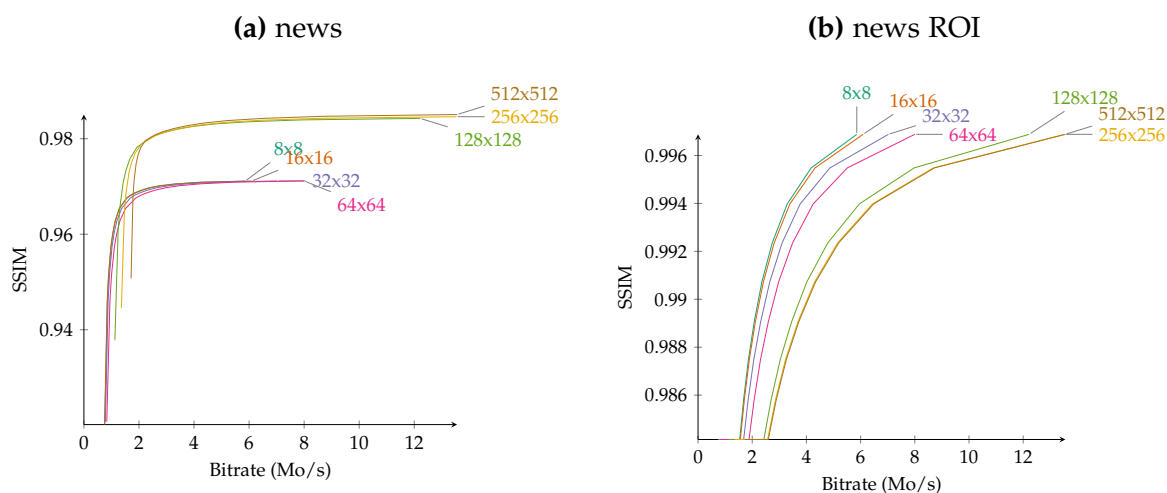 (a) news
512x512
256x256
128x128
8x8
16x16
32x32
64x64
0.98
0.96
0.94
SSIM
0 2 4 6 8 10 12
Bitrate (Mo/s)
(b) news ROI
8x8
16x16
32x32
64x64
128x128
512x512
256x256
0.996
0.994
0.992
0.99
0.988
0.986
SSIM
0 2 4 6 8 10 12
Bitrate (Mo/s)